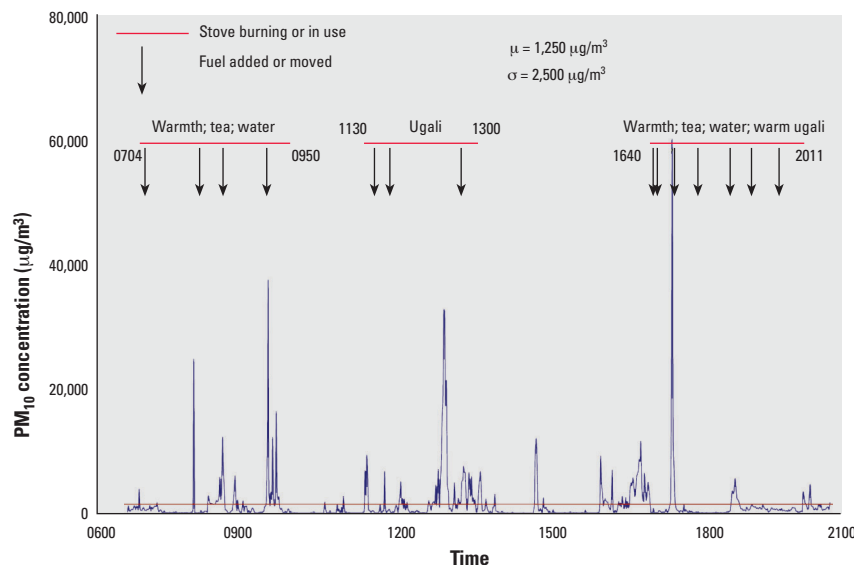 80,000
Stove burning or in use
Fuel added or moved
μ = 1,250 μg/m³
σ = 2,500 μg/m³
60,000
Warmth; tea; water
0704
0950
1130
Ugali
1300
Warmth; tea; water; warm ugali
1640
2011
40,000
20,000
0
PM₁₀ concentration (μg/m³)
0600
0900
1200
1500
1800
2100
Time